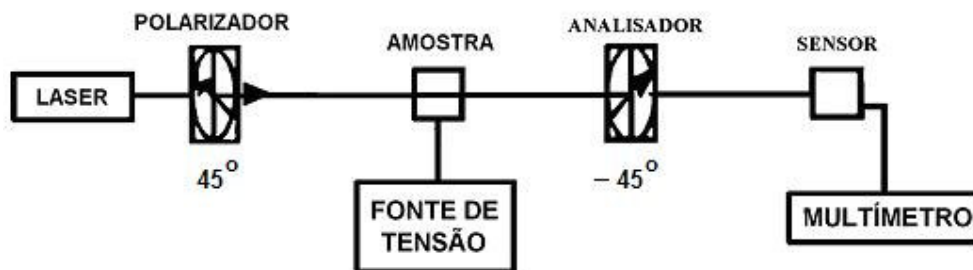 POLARIZADOR
AMOSTRA
ANALISADOR
SENSOR
LASER
45°
– 45°
FONTE DE
TENSÃO
MULTÍMETRO